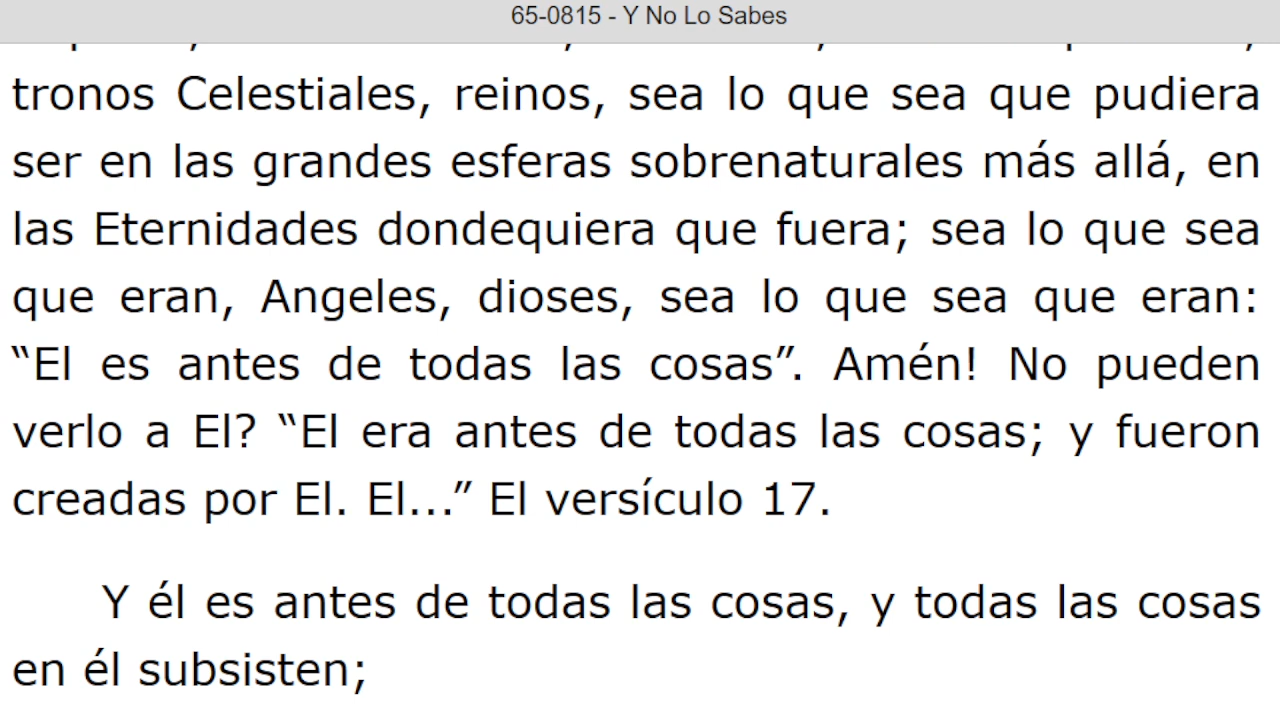 65-0815 - Y No Lo Sabes
tronos Celestiales, reinos, sea lo que sea que pudiera
ser en las grandes esferas sobrenaturales más allá, en
las Eternidades dondequiera que fuera; sea lo que sea
que eran, Angeles, dioses, sea lo que sea que eran:
“El es antes de todas las cosas”. Amén! No pueden
verlo a El? “El era antes de todas las cosas; y fueron
creadas por El. El...” El versículo 17.
Y él es antes de todas las cosas, y todas las cosas
en él subsisten;